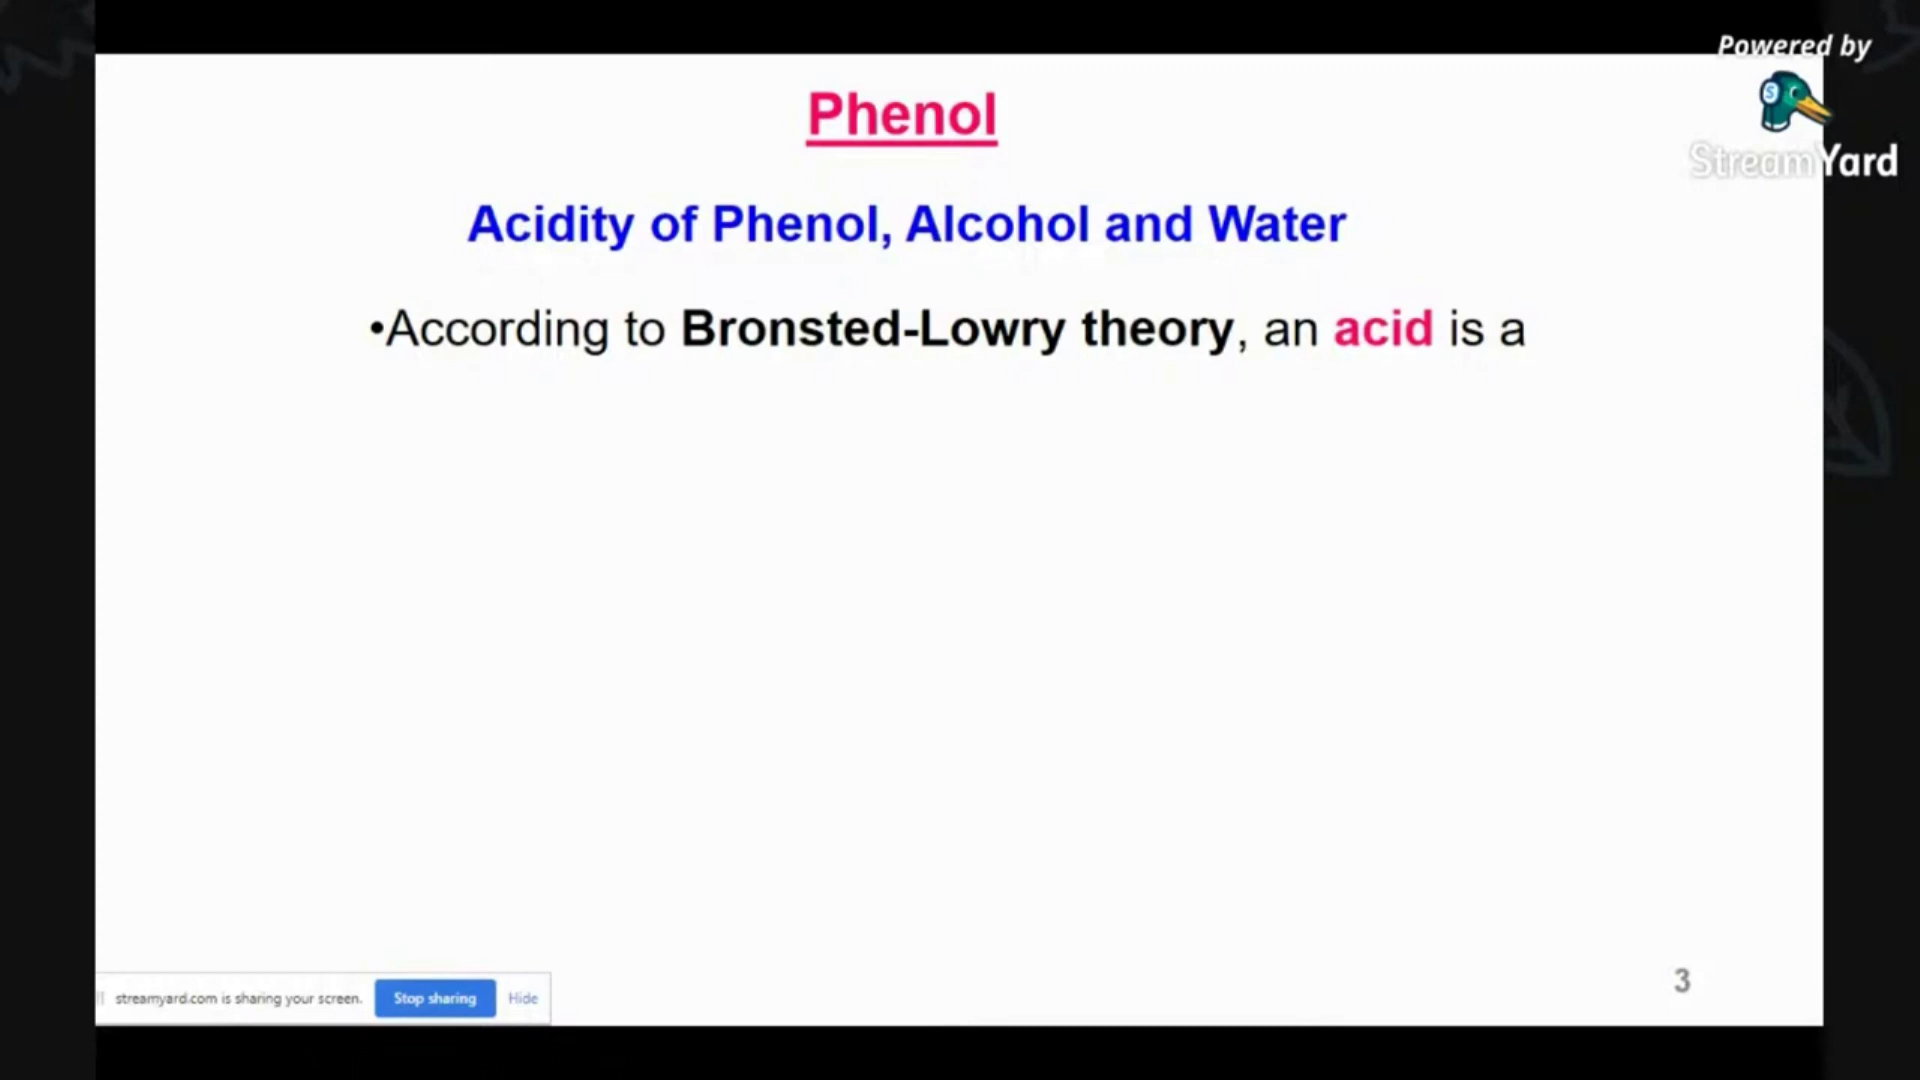 Powered by
StreamYard
Phenol
Acidity of Phenol, Alcohol and Water
•According to Bronsted-Lowry theory, an acid is a
streamyard.com is sharing your screen. Stop sharing Hide
3